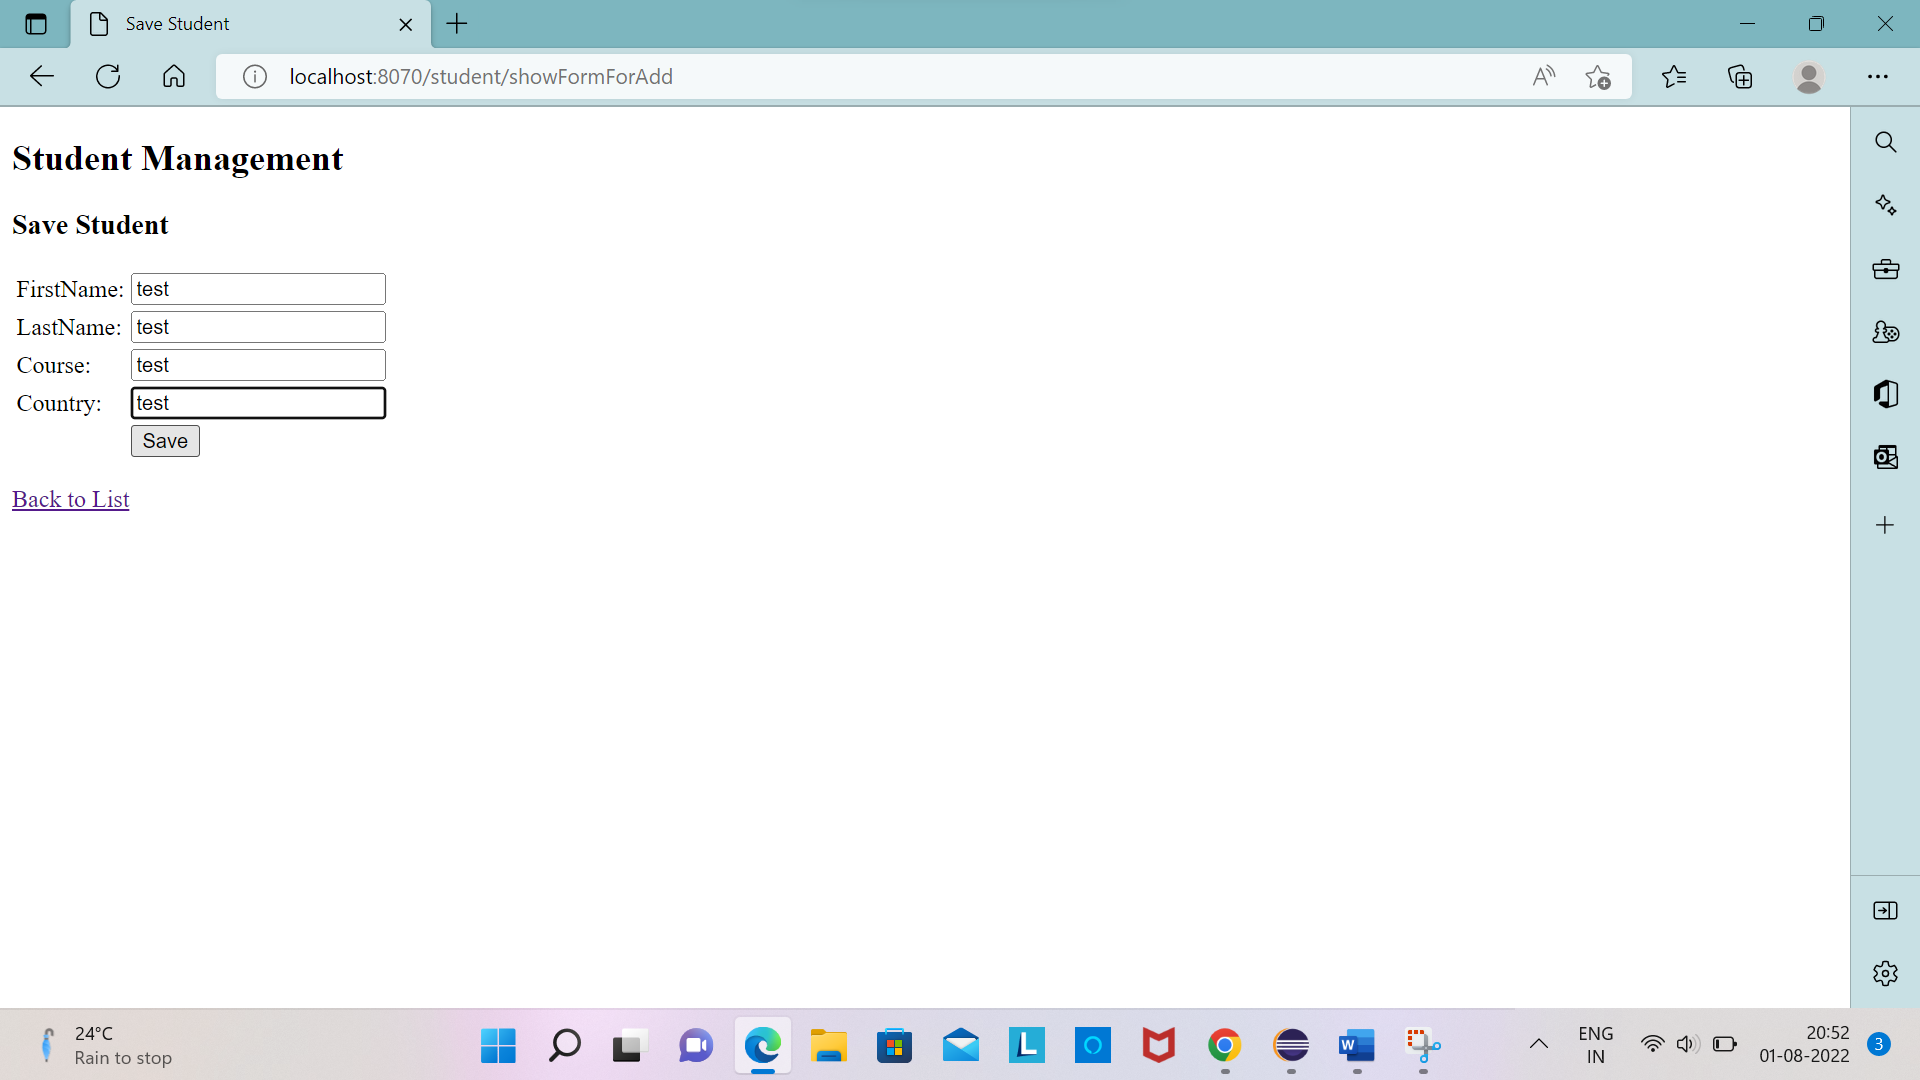 Save Student
localhost:8070/student/showFormForAdd
Student Management
Save Student
FirstName: test
LastName: test
Course: test
Country: test
Save
Back to List
24°C
Rain to stop
ENG
IN
20:52
01-08-2022
3